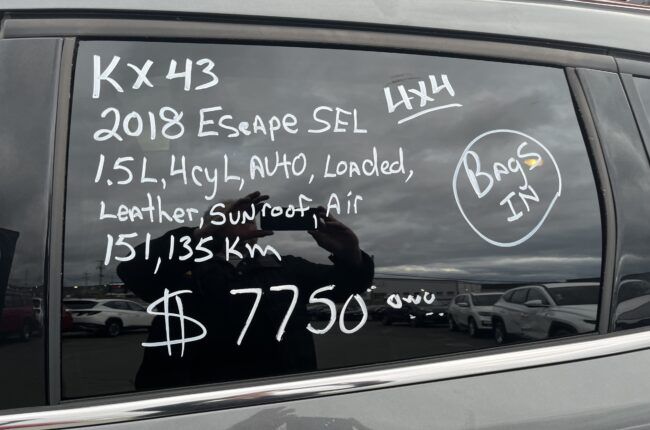 KX43
2018 Escape SEL
4x4
1.5L, 4cyl, Auto, Loaded,
Leather, Sunroof, Air
151,135 Km
$7750 OWO
Bags
IN